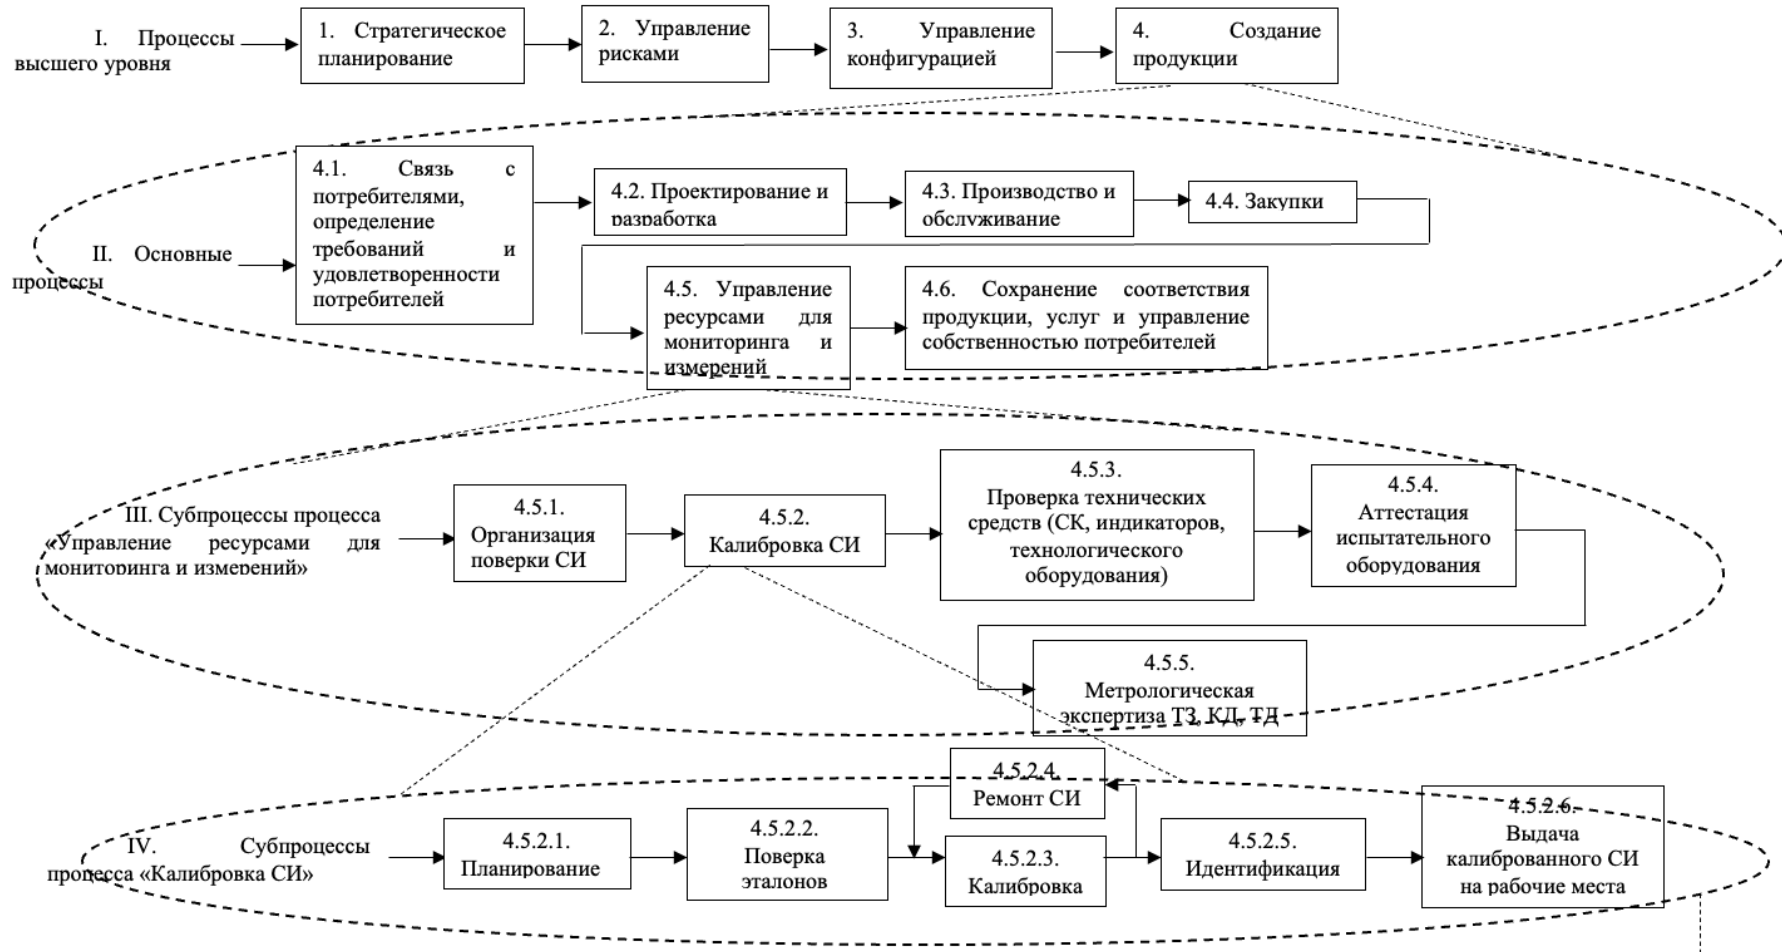 I. Процессы
высшего уровня
1. Стратегическое
планирование
2. Управление
рисками
3. Управление
конфигурацией
4. Создание
продукции
II. Основные
процессы
4.1. Связь с
потребителями,
определение
требований и
удовлетворенности
потребителей
4.2. Проектирование и
разработка
4.3. Производство и
обслуживание
4.4. Закупки
4.5. Управление
ресурсами для
мониторинга и
измерений
4.6. Сохранение соответствия
продукции, услуг и управление
собственностью потребителей
III. Субпроцессы процесса
«Управление ресурсами для
мониторинга и измерений»
4.5.1.
Организация
поверки СИ
4.5.2.
Калибровка СИ
4.5.3.
Проверка технических
средств (СК, индикаторов,
технологического
оборудования)
4.5.4.
Аттестация
испытательного
оборудования
4.5.5.
Метрологическая
экспертиза ТЗ, КД, ТД
IV. Субпроцессы
процесса «Калибровка СИ»
4.5.2.1.
Планирование
4.5.2.2.
Поверка
эталонов
4.5.2.4.
Ремонт СИ
4.5.2.3.
Калибровка
4.5.2.5.
Идентификация
4.5.2.6.
Выдача
калиброванного СИ
на рабочие места